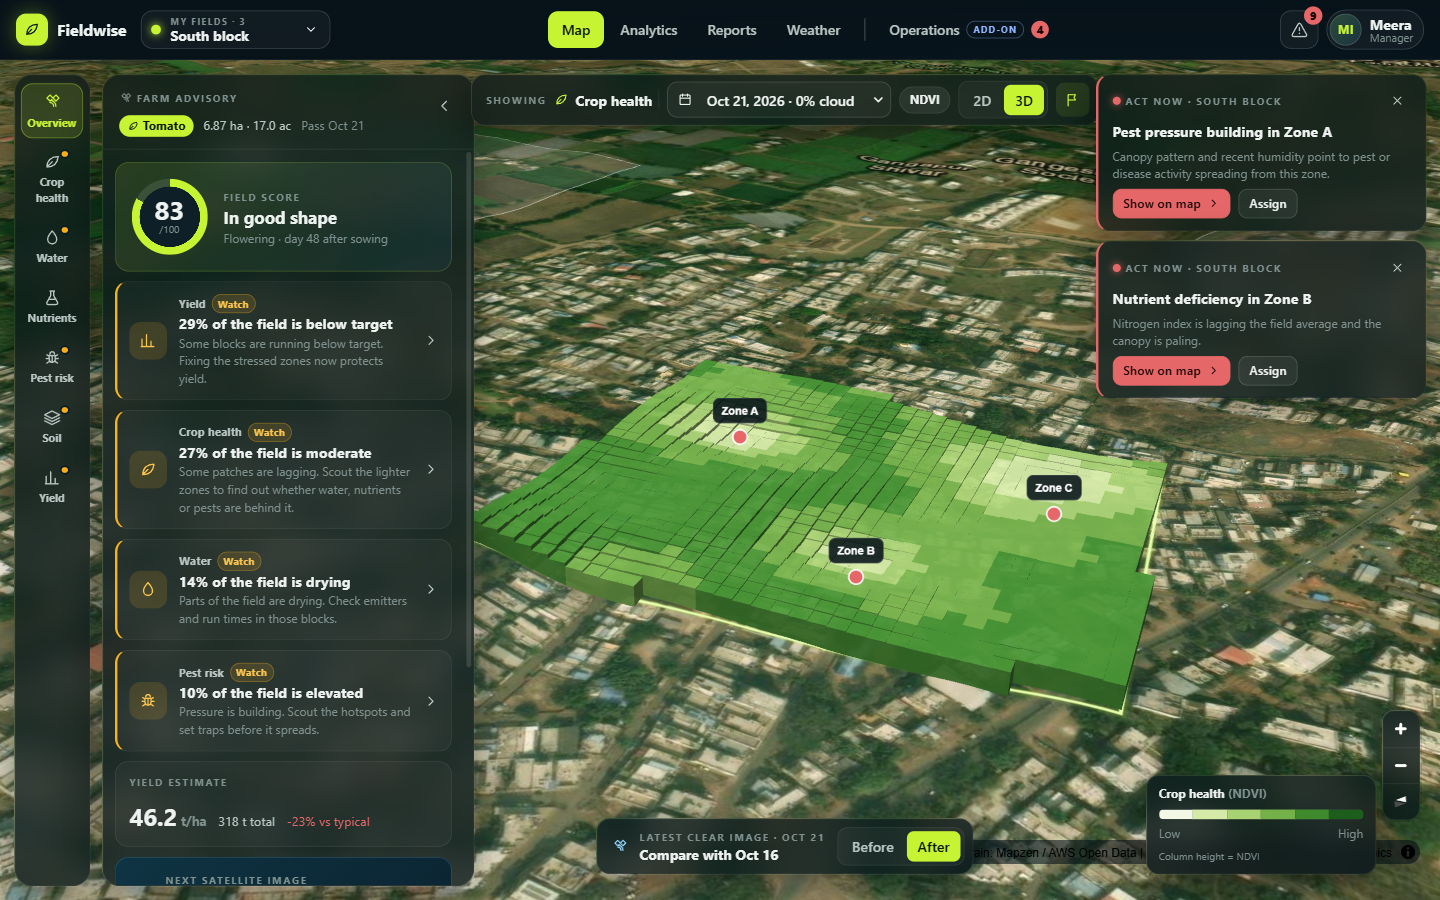 Fieldwise
MY FIELDS · 3
South block
Map
Analytics
Reports
Weather
Operations
ADD-ON
4
9
MI
Meera
Manager
Overview
Crop
health
Water
Nutrients
Pest risk
Soil
Yield
FARM ADVISORY
Tomato
6.87 ha · 17.0 ac
Pass Oct 21
83
/100
FIELD SCORE
In good shape
Flowering · day 48 after sowing
Yield
Watch
29% of the field is below target
Some blocks are running below target.
Fixing the stressed zones now protects
yield.
Crop health
Watch
27% of the field is moderate
Some patches are lagging. Scout the lighter
zones to find out whether water, nutrients
or pests are behind it.
Water
Watch
14% of the field is drying
Parts of the field are drying. Check emitters
and run times in those blocks.
Pest risk
Watch
10% of the field is elevated
Pressure is building. Scout the hotspots and
set traps before it spreads.
YIELD ESTIMATE
46.2 t/ha
318 t total
-23% vs typical
NEXT SATELLITE IMAGE
SHOWING
Crop health
Oct 21, 2026 · 0% cloud
NDVI
2D
3D
ACT NOW · SOUTH BLOCK
Pest pressure building in Zone A
Canopy pattern and recent humidity point to pest or
disease activity spreading from this zone.
Show on map
Assign
ACT NOW · SOUTH BLOCK
Nutrient deficiency in Zone B
Nitrogen index is lagging the field average and the
canopy is paling.
Show on map
Assign
Zone A
Zone C
Zone B
LATEST CLEAR IMAGE · OCT 21
Compare with Oct 16
Before
After
Mapzen / AWS Open Data |
Crop health (NDVI)
Low
High
Column height = NDVI